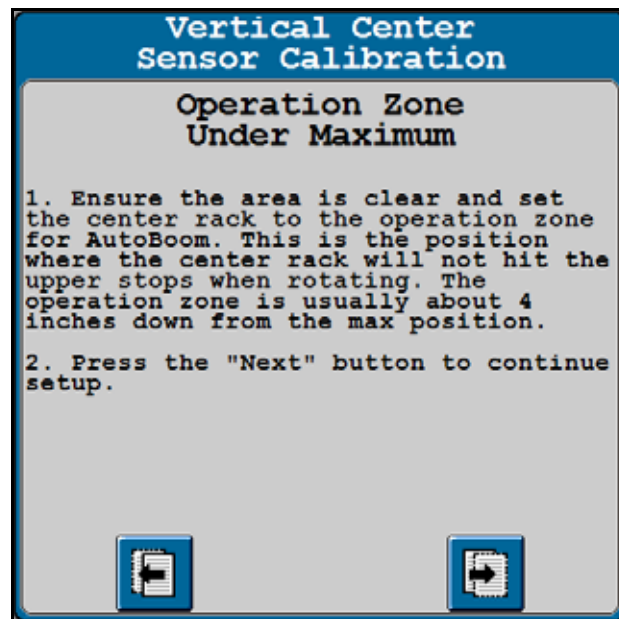 Vertical Center
Sensor Calibration
Operation Zone
Under Maximum
1. Ensure the area is clear and set
the center rack to the operation zone
for AutoBoom. This is the position
where the center rack will not hit the
upper stops when rotating. The
operation zone is usually about 4
inches down from the max position.
2. Press the "Next" button to continue
setup.